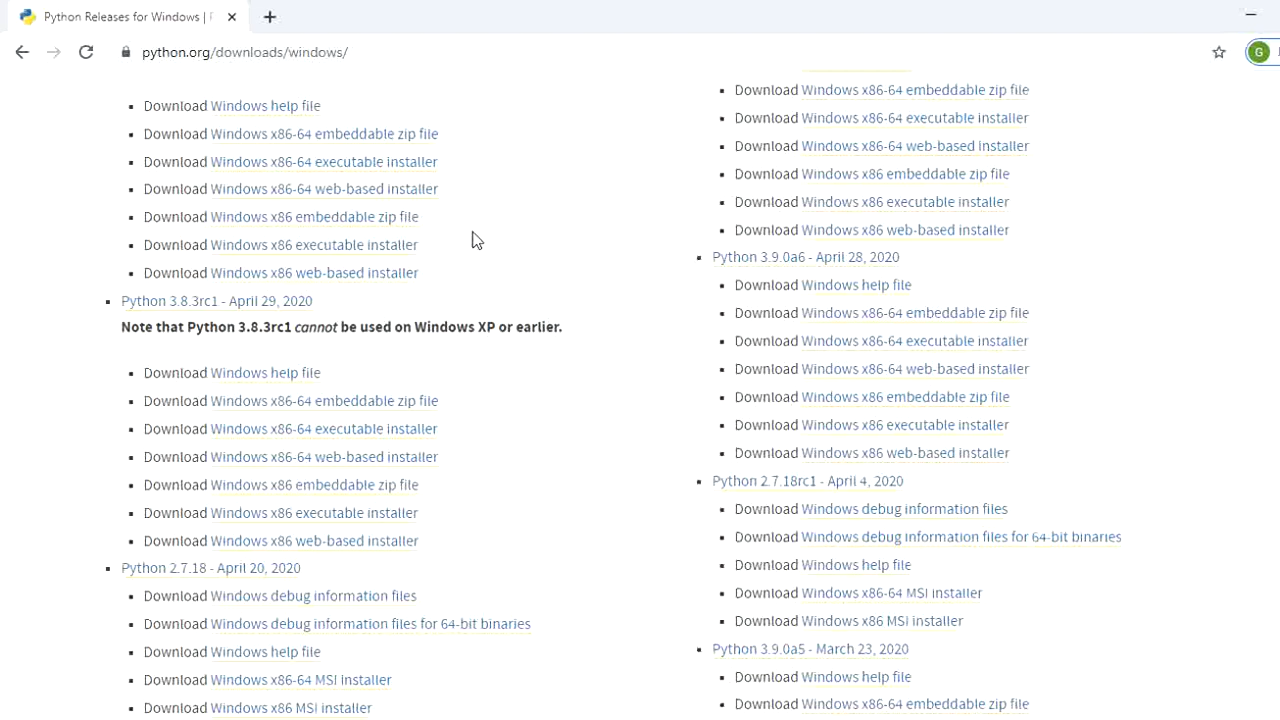 Python Releases for Windows |
python.org/downloads/windows/
G
Download Windows help file
Download Windows x86-64 embeddable zip file
Download Windows x86-64 executable installer
Download Windows x86-64 web-based installer
Download Windows x86 embeddable zip file
Download Windows x86 executable installer
Download Windows x86 web-based installer
Python 3.8.3rc1 - April 29, 2020
Note that Python 3.8.3rc1 cannot be used on Windows XP or earlier.
Download Windows help file
Download Windows x86-64 embeddable zip file
Download Windows x86-64 executable installer
Download Windows x86-64 web-based installer
Download Windows x86 embeddable zip file
Download Windows x86 executable installer
Download Windows x86 web-based installer
Python 2.7.18 - April 20, 2020
Download Windows debug information files
Download Windows debug information files for 64-bit binaries
Download Windows help file
Download Windows x86-64 MSI installer
Download Windows x86 MSI installer
Download Windows x86-64 embeddable zip file
Download Windows x86-64 executable installer
Download Windows x86-64 web-based installer
Download Windows x86 embeddable zip file
Download Windows x86 executable installer
Download Windows x86 web-based installer
Python 3.9.0a6 - April 28, 2020
Download Windows help file
Download Windows x86-64 embeddable zip file
Download Windows x86-64 executable installer
Download Windows x86-64 web-based installer
Download Windows x86 embeddable zip file
Download Windows x86 executable installer
Download Windows x86 web-based installer
Python 2.7.18rc1 - April 4, 2020
Download Windows debug information files
Download Windows debug information files for 64-bit binaries
Download Windows help file
Download Windows x86-64 MSI installer
Download Windows x86 MSI installer
Python 3.9.0a5 - March 23, 2020
Download Windows help file
Download Windows x86-64 embeddable zip file